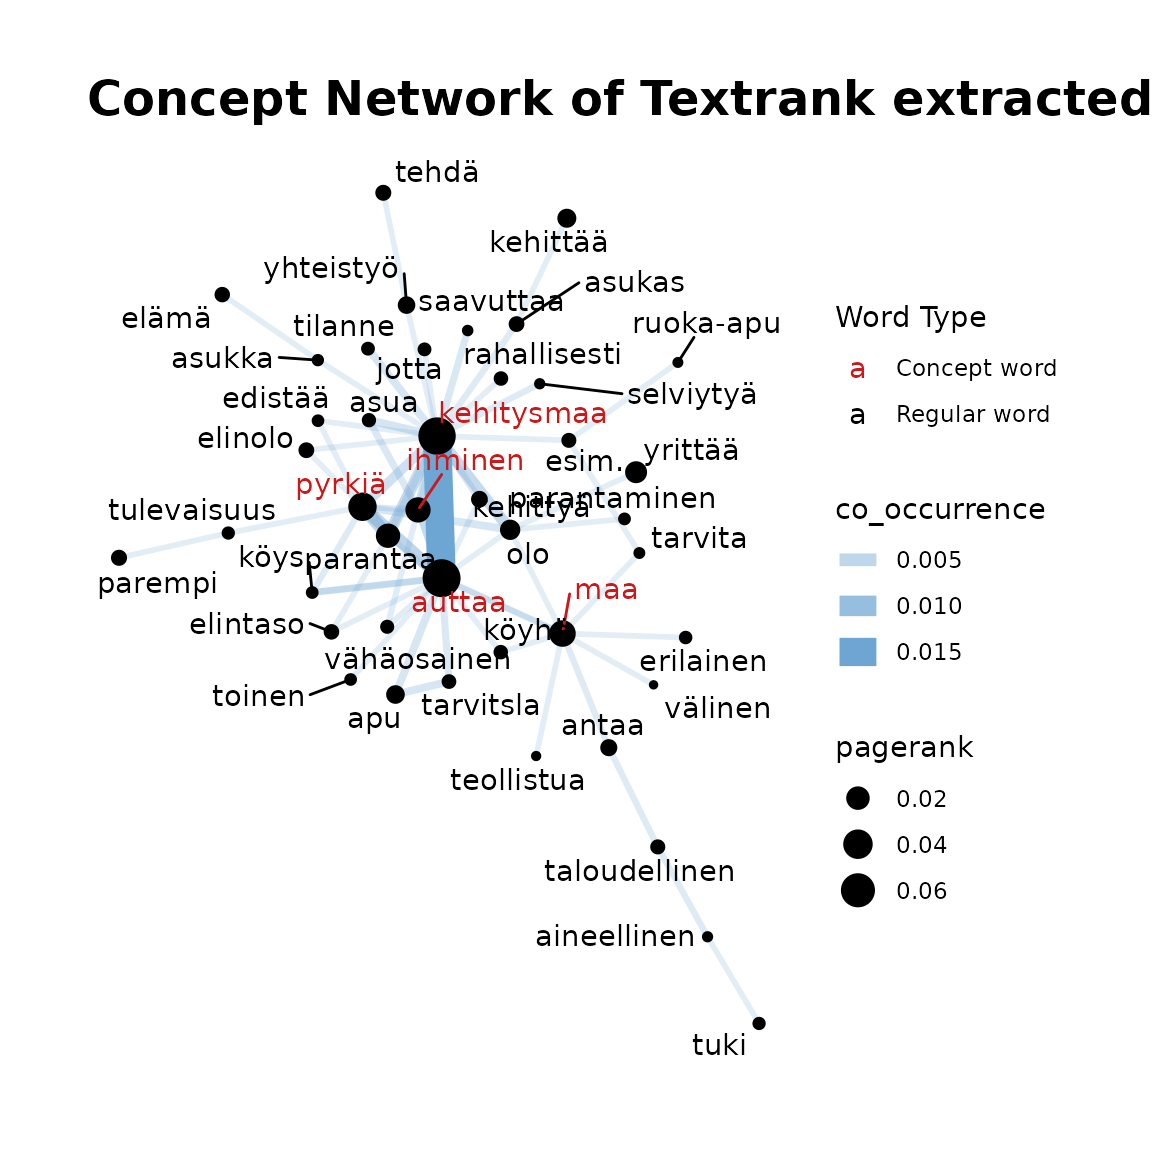 Concept Network of Textrank extracted
tehdä
kehittää
yhteistyö
asukas
saavuttaa
elämä
tilanne
ruoka-apu
asukka
jotta
rahallisesti
edistää
asua
selviytyä
kehitysmaa
elinolo
yrittää
ihminen
esim.
pyrkiä
parantaminen
kehittyä
tulevaisuus
tarvita
olo
köys
parantaa
parempi
maa
auttaa
elintaso
köyhä
vähäosainen
erilainen
toinen
apu
tarvitsla
välinen
antaa
teollistua
taloudellinen
aineellinen
tuki
Word Type
a Concept word
a Regular word
co_occurrence
0.005
0.010
0.015
pagerank
0.02
0.04
0.06